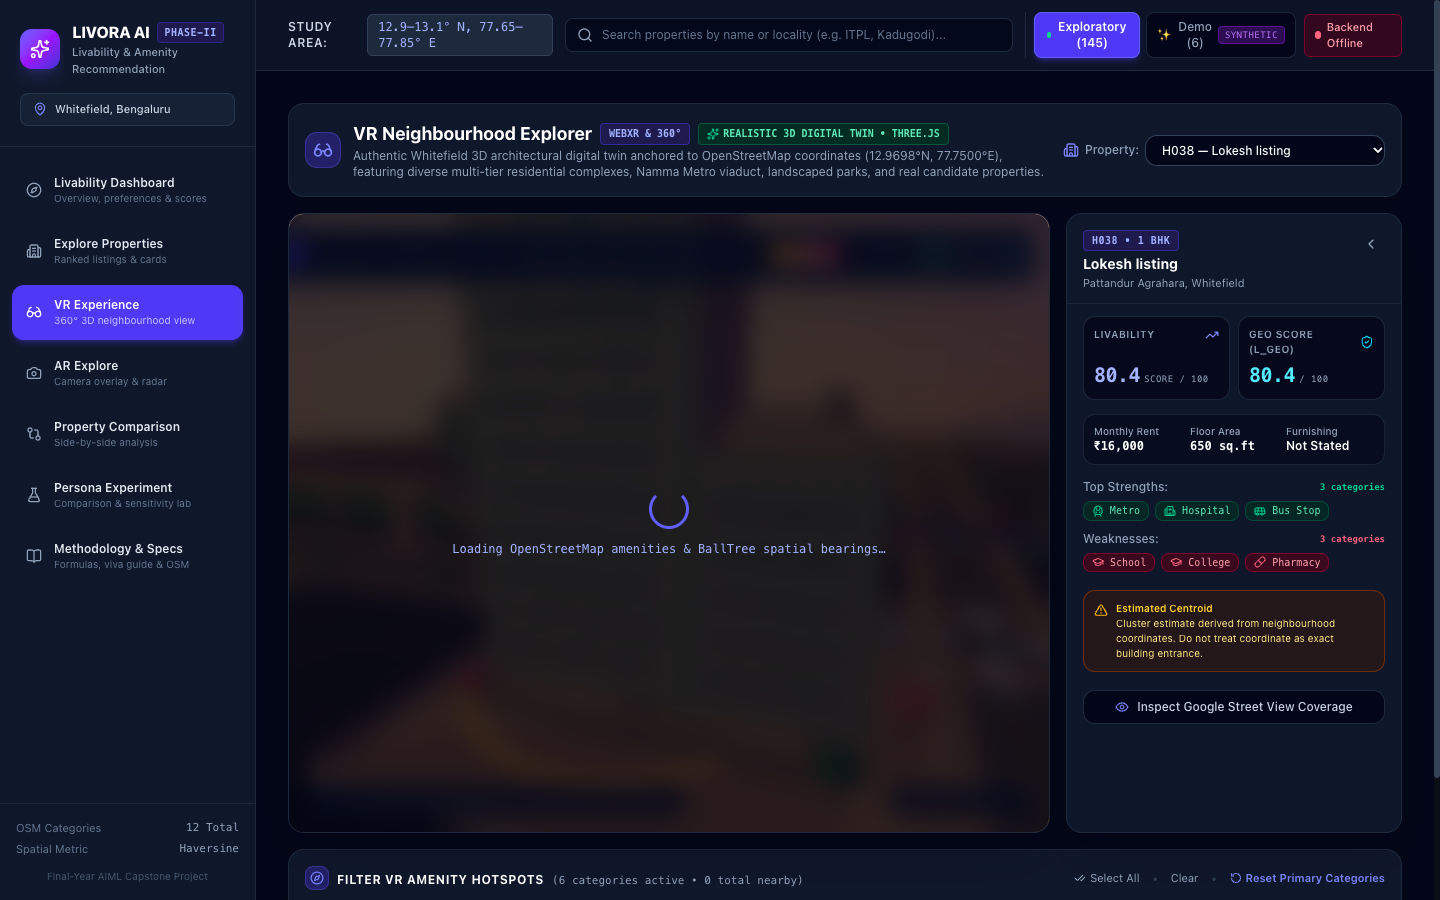 LIVORA AI
PHASE-II
Livability & Amenity
Recommendation
Whitefield, Bengaluru
Livability Dashboard
Overview, preferences & scores
Explore Properties
Ranked listings & cards
VR Experience
360° 3D neighbourhood view
AR Explore
Camera overlay & radar
Property Comparison
Side-by-side analysis
Persona Experiment
Comparison & sensitivity lab
Methodology & Specs
Formulas, viva guide & OSM
OSM Categories 12 Total
Spatial Metric Haversine
Final-Year AIML Capstone Project
STUDY
AREA:
12.9–13.1° N, 77.65–
77.85° E
Search properties by name or locality (e.g. ITPL, Kadugodi)...
Exploratory
(145)
Demo
(6)
SYNTHETIC
Backend
Offline
VR Neighbourhood Explorer
WEBXR & 360°
REALISTIC 3D DIGITAL TWIN • THREE.JS
Authentic Whitefield 3D architectural digital twin anchored to OpenStreetMap coordinates (12.9698°N, 77.7500°E),
featuring diverse multi-tier residential complexes, Namma Metro viaduct, landscaped parks, and real candidate properties.
Property:
H038 — Lokesh listing
Loading OpenStreetMap amenities & BallTree spatial bearings…
H038 • 1 BHK
Lokesh listing
Pattandur Agrahara, Whitefield
LIVABILITY
80.4 SCORE / 100
GEO SCORE
(L_GEO)
80.4 / 100
Monthly Rent
₹16,000
Floor Area
650 sq.ft
Furnishing
Not Stated
Top Strengths: 3 categories
Metro
Hospital
Bus Stop
Weaknesses: 3 categories
School
College
Pharmacy
Estimated Centroid
Cluster estimate derived from neighbourhood
coordinates. Do not treat coordinate as exact
building entrance.
Inspect Google Street View Coverage
FILTER VR AMENITY HOTSPOTS (6 categories active • 0 total nearby)
Select All • Clear • Reset Primary Categories